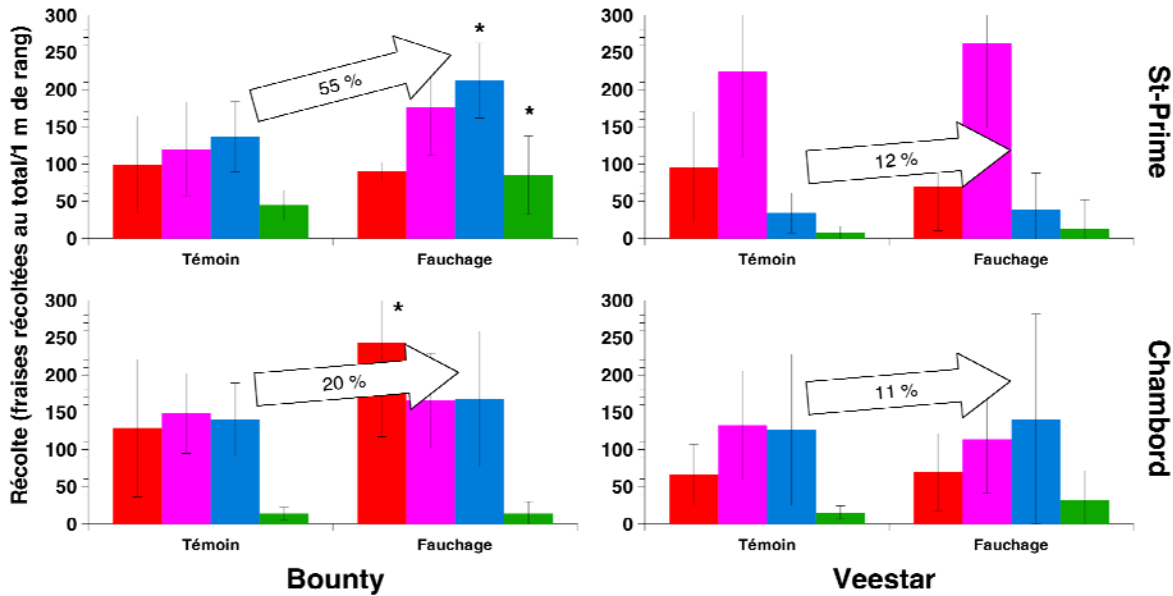 Récolte (fraises récoltées au total/1 m de rang)
300
250
200
150
100
50
0
55 %
*
*
Témoin
Fauchage
300
250
200
150
100
50
0
12 %
Témoin
Fauchage
St-Prime
300
250
200
150
100
50
0
20 %
*
Témoin
Fauchage
Bounty
300
250
200
150
100
50
0
11 %
Témoin
Fauchage
Veestar
Chambord